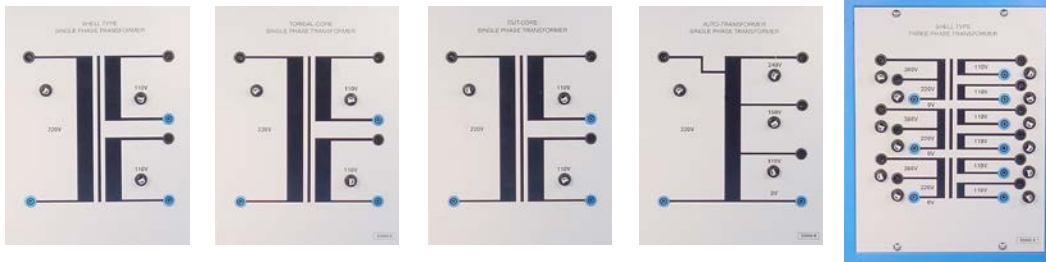 SHELL TYPE
SINGLE PHASE TRANSFORMER
110V
220V
110V
TOROIDAL-CORE
SINGLE PHASE TRANSFORMER
110V
220V
110V
CUT-CORE
SINGLE PHASE TRANSFORMER
110V
220V
110V
AUTO-TRANSFORMER
SINGLE PHASE TRANSFORMER
240V
220V
0V
SHELL TYPE
THREE PHASE TRANSFORMER
380V
110V
220V
110V
0V
380V
110V
220V
110V
0V
380V
110V
220V
110V
0V